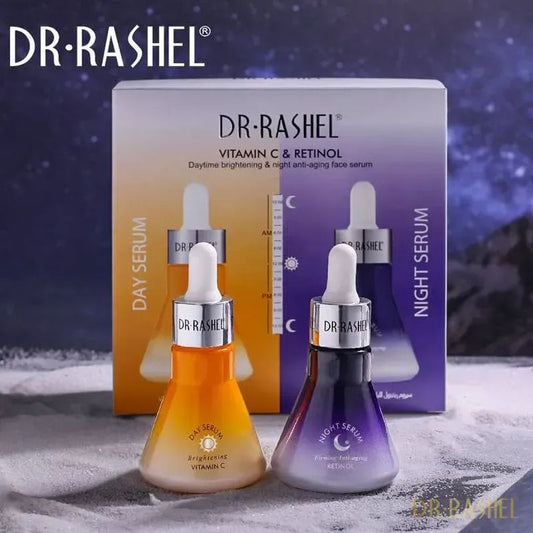 DR·RASHEL®
DR·RASHEL®
VITAMIN C & RETINOL
Daytime brightening & night anti-aging face serum
DAY SERUM
NIGHT SERUM
AM
PM
DR·RASHEL
DR·RASHEL
DR·RASHEL
DR·RASHEL
DAY SERUM
Brightening
VITAMIN C
NIGHT SERUM
Firming Anti-aging
RETINOL
DR·RASHEL